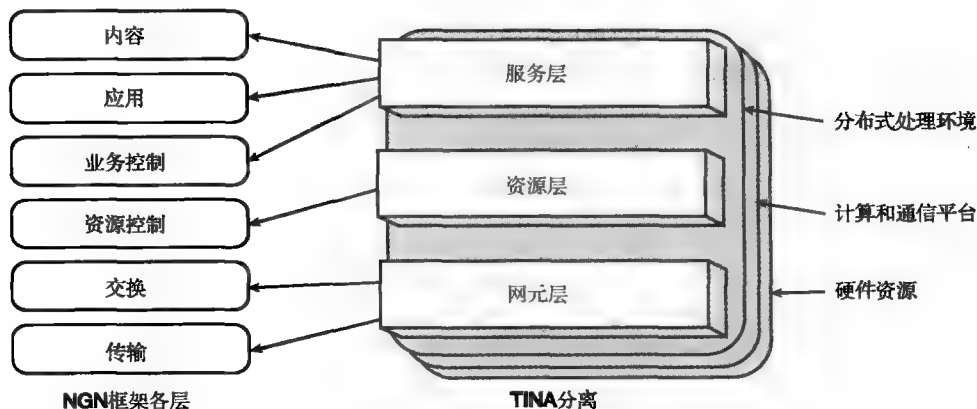 内容
应用
业务控制
资源控制
交换
传输
NGN框架各层
服务层
资源层
网元层
TINA分离
分布式处理环境
计算和通信平台
硬件资源